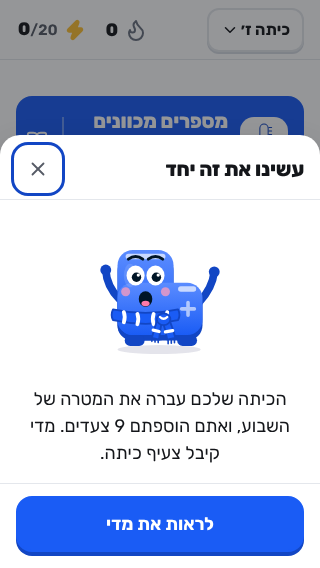 כיתה ז׳
0
0/20
מספרים מכוונים
עשינו את זה יחד
הכיתה שלכם עברה את המטרה של
השבוע, ואתם הוספתם 9 צעדים. מדי
קיבל צעיף כיתה.
לראות את מדי